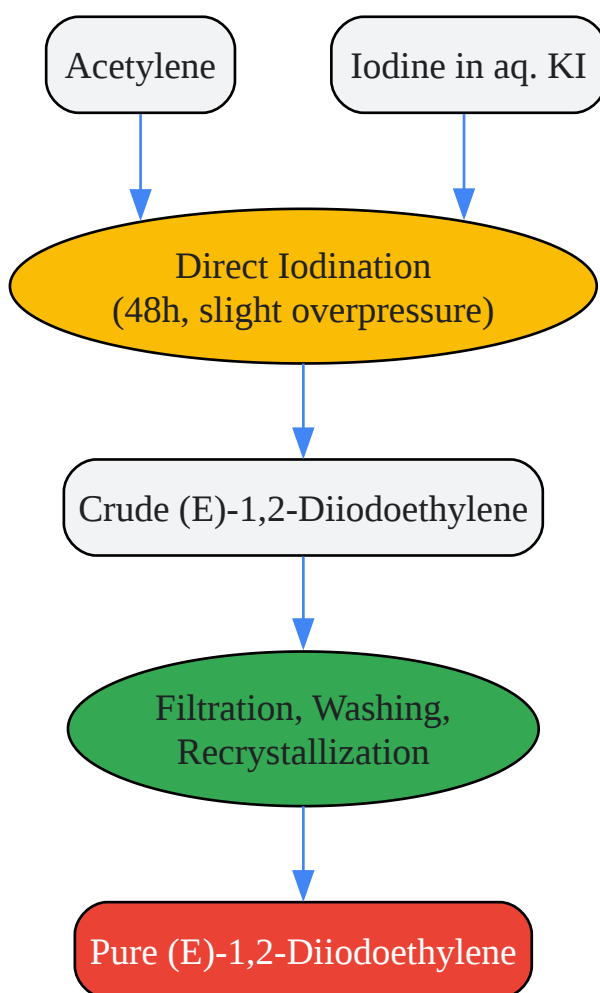 Acetylene
Iodine in aq. KI
Direct Iodination
(48h, slight overpressure)
Crude (E)-1,2-Diiodoethylene
Filtration, Washing,
Recrystallization
Pure (E)-1,2-Diiodoethylene